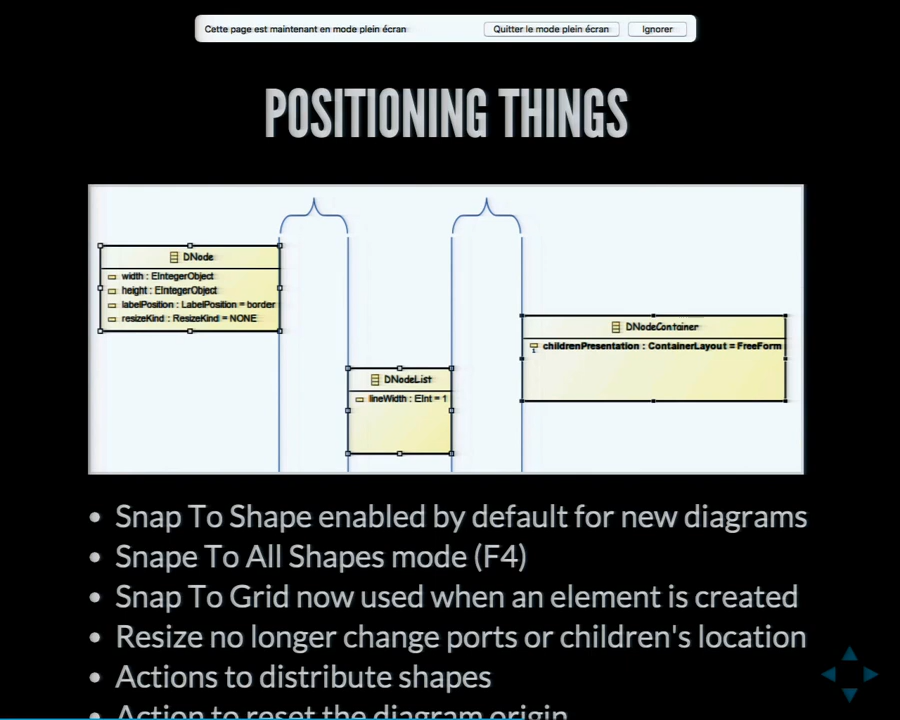 Cette page est maintenant en mode plein écran
Quitter le mode plein écran
Ignorer
POSITIONING THINGS
DNode
width : EIntegerObject
height : EIntegerObject
labelPosition : LabelPosition = border
resizeKind : ResizeKind = NONE
DNodeContainer
childrenPresentation : ContainerLayout = FreeForm
DNodeList
lineWidth : EInt = 1
• Snap To Shape enabled by default for new diagrams
• Snape To All Shapes mode (F4)
• Snap To Grid now used when an element is created
• Resize no longer change ports or children's location
• Actions to distribute shapes
• Action to reset the diagram origin